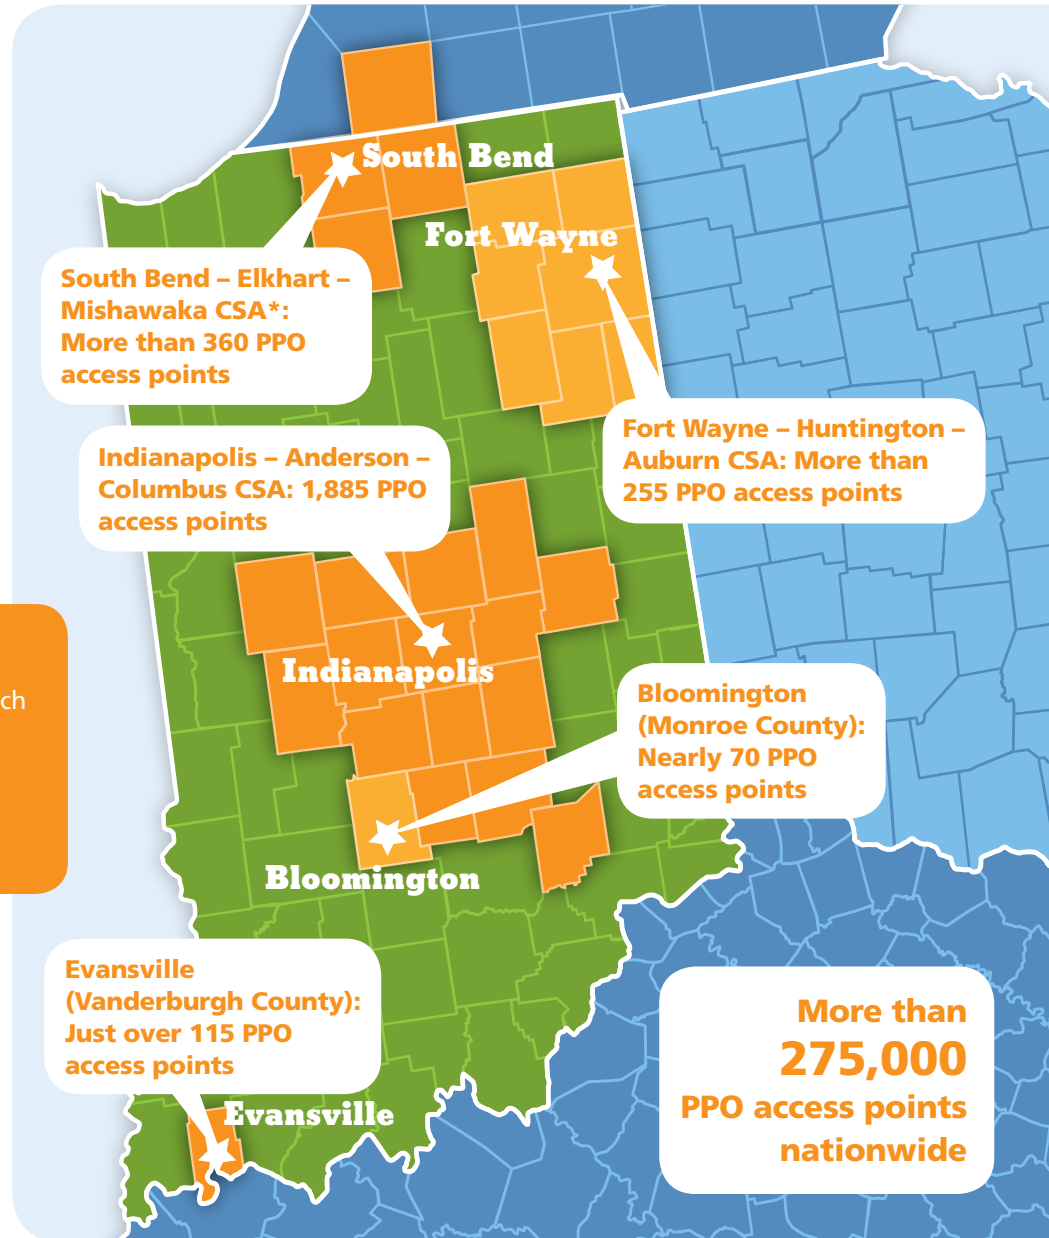 South Bend
Fort Wayne
South Bend – Elkhart –
Mishawaka CSA*:
More than 360 PPO
access points
Fort Wayne – Huntington –
Auburn CSA: More than
255 PPO access points
Indianapolis – Anderson –
Columbus CSA: 1,885 PPO
access points
Indianapolis
ch
Bloomington
(Monroe County):
Nearly 70 PPO
access points
Bloomington
Evansville
(Vanderburgh County):
Just over 115 PPO
access points
Evansville
More than
275,000
PPO access points
nationwide